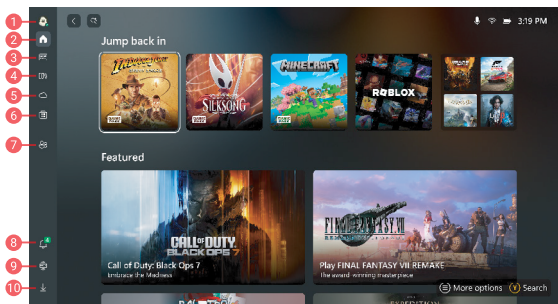 1
3:19 PM
2
Jump back in
3
4
5
6
INDIANA JONES
SILKSONG
MINECRAFT
ROBLOX
7
Featured
8
4
9
10
CALL OF DUTY
BLACK OPS 7
FINAL FANTASY VII
REMAKE
Call of Duty: Black Ops 7
Embrace the Madness
Play FINAL FANTASY VII REMAKE
The award-winning masterpiece
More options
Y Search